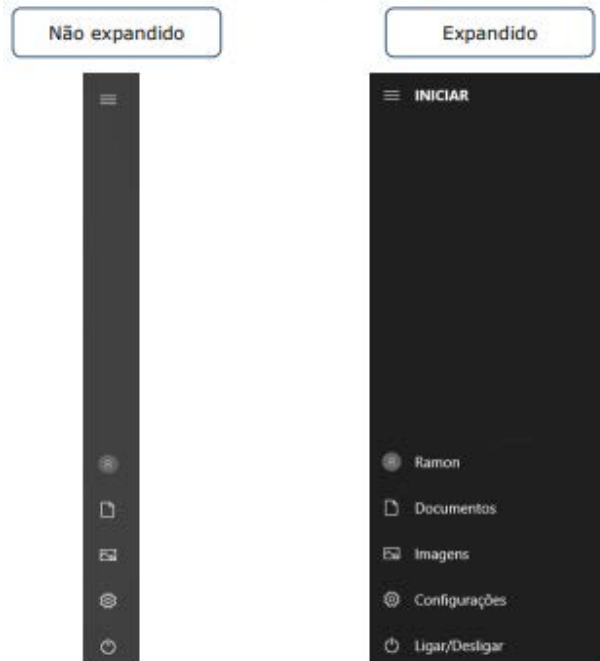 Não expandido
Expandido
INICIAR
Ramon
Documentos
Imagens
Configurações
Ligar/Desligar